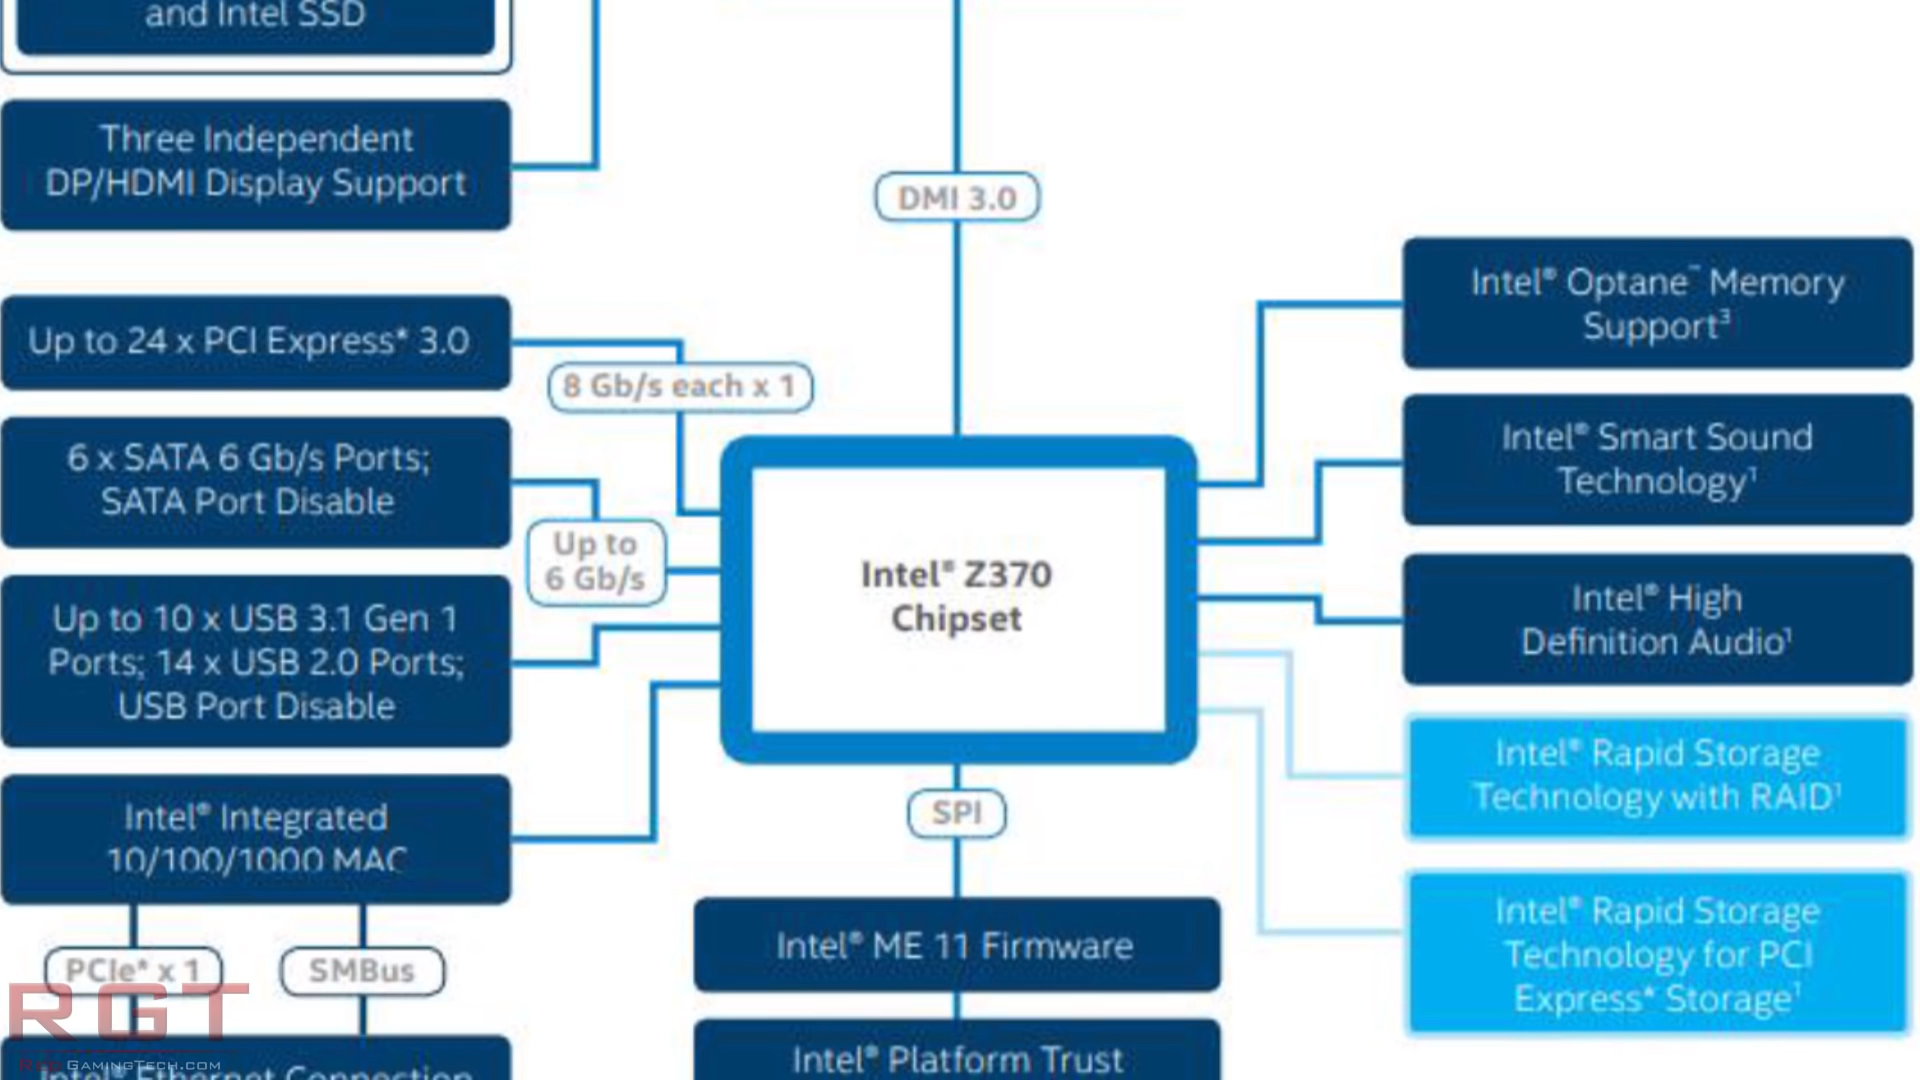 and Intel SSD
Three Independent
DP/HDMI Display Support
DMI 3.0
Up to 24 x PCI Express* 3.0
8 Gb/s each x 1
6 x SATA 6 Gb/s Ports;
SATA Port Disable
Up to
6 Gb/s
Up to 10 x USB 3.1 Gen 1
Ports; 14 x USB 2.0 Ports;
USB Port Disable
Intel® Integrated
10/100/1000 MAC
PCIe* x 1
SMBus
Intel® Ethernet Connection
Intel® Z370
Chipset
SPI
Intel® ME 11 Firmware
Intel® Platform Trust
Intel® Optane™ Memory
Support³
Intel® Smart Sound
Technology¹
Intel® High
Definition Audio¹
Intel® Rapid Storage
Technology with RAID¹
Intel® Rapid Storage
Technology for PCI
Express* Storage¹
RGT
RedGamingTech.com